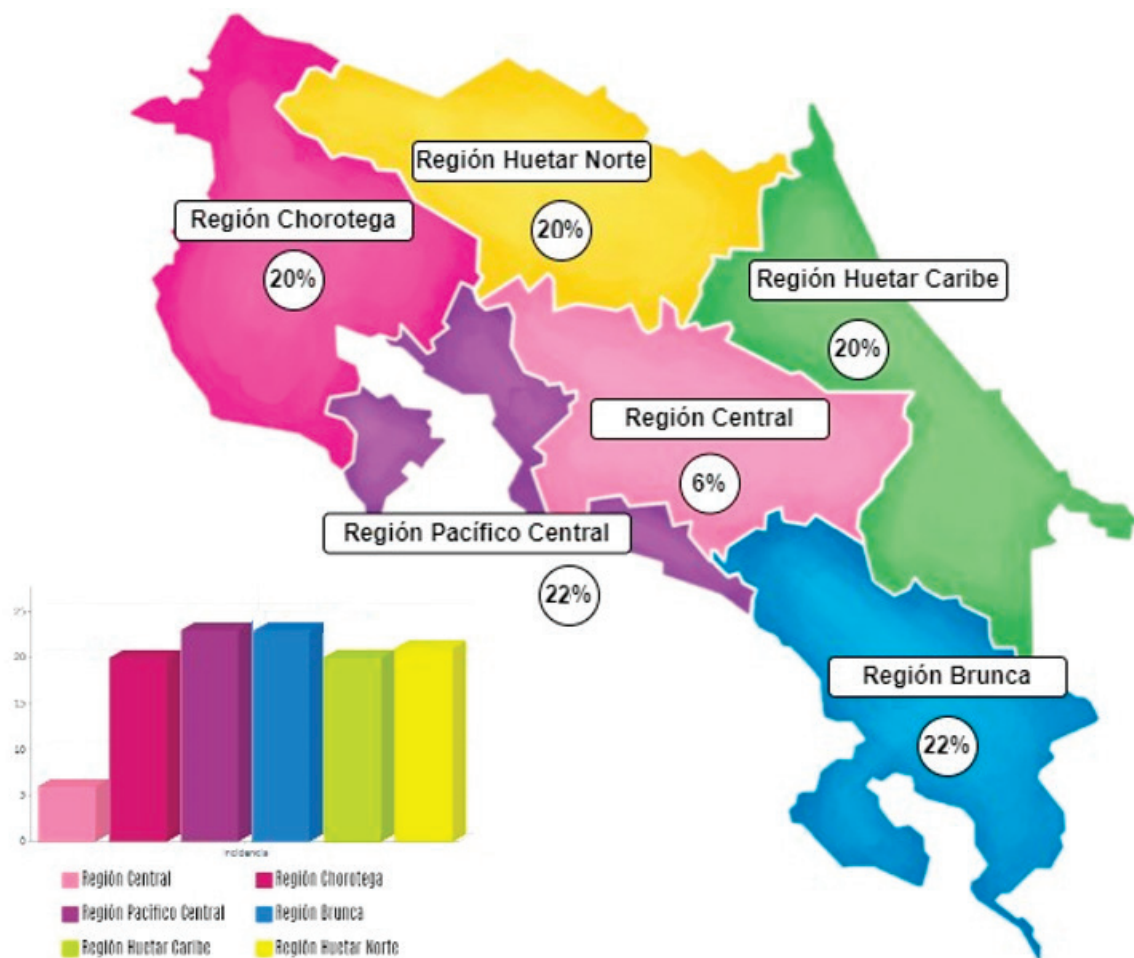 Región Huetar Norte
20%
Región Chorotega
20%
Región Huetar Caribe
20%
Región Central
6%
Región Pacífico Central
22%
Región Brunca
22%
25
20
15
10
5
0
Incidencia
Región Central
Región Chorotega
Región Pacífico Central
Región Brunca
Región Huetar Caribe
Región Huetar Norte